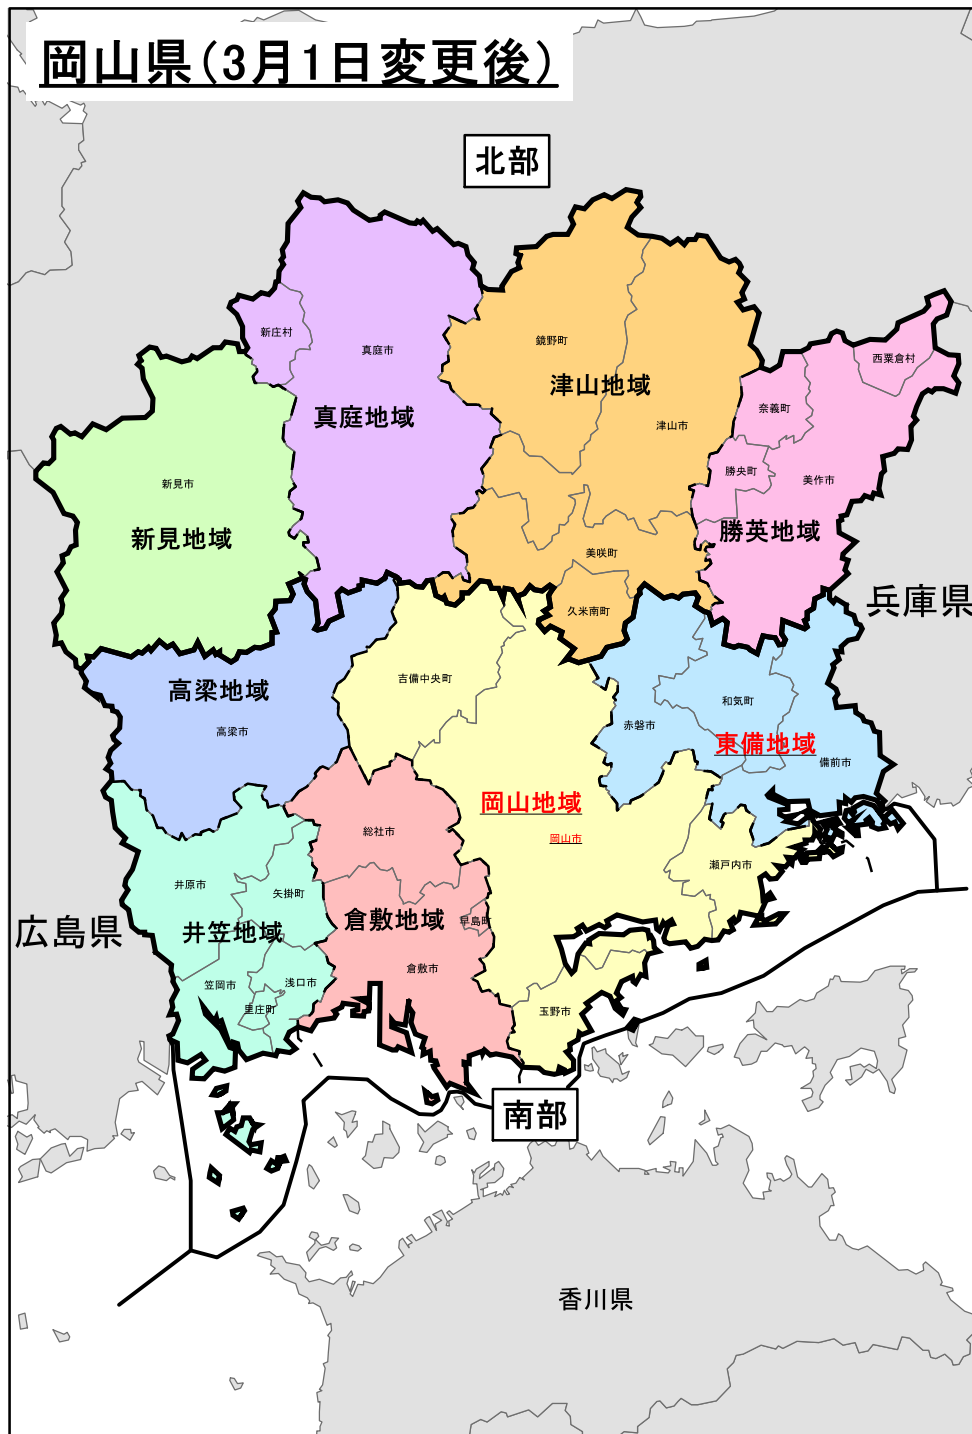 岡山県(3月1日変更後)
北部
新庄村
真庭市
真庭地域
鏡野町
津山地域
津山市
西粟倉村
奈義町
勝央町
美作市
勝英地域
新見市
新見地域
美咲町
久米南町
兵庫県
吉備中央町
高梁地域
高梁市
赤磐市
和気町
東備地域
備前市
岡山地域
岡山市
総社市
瀬戸内市
井原市
矢掛町
広島県
井笠地域
倉敷地域
早島町
倉敷市
笠岡市
浅口市
里庄町
玉野市
南部
香川県